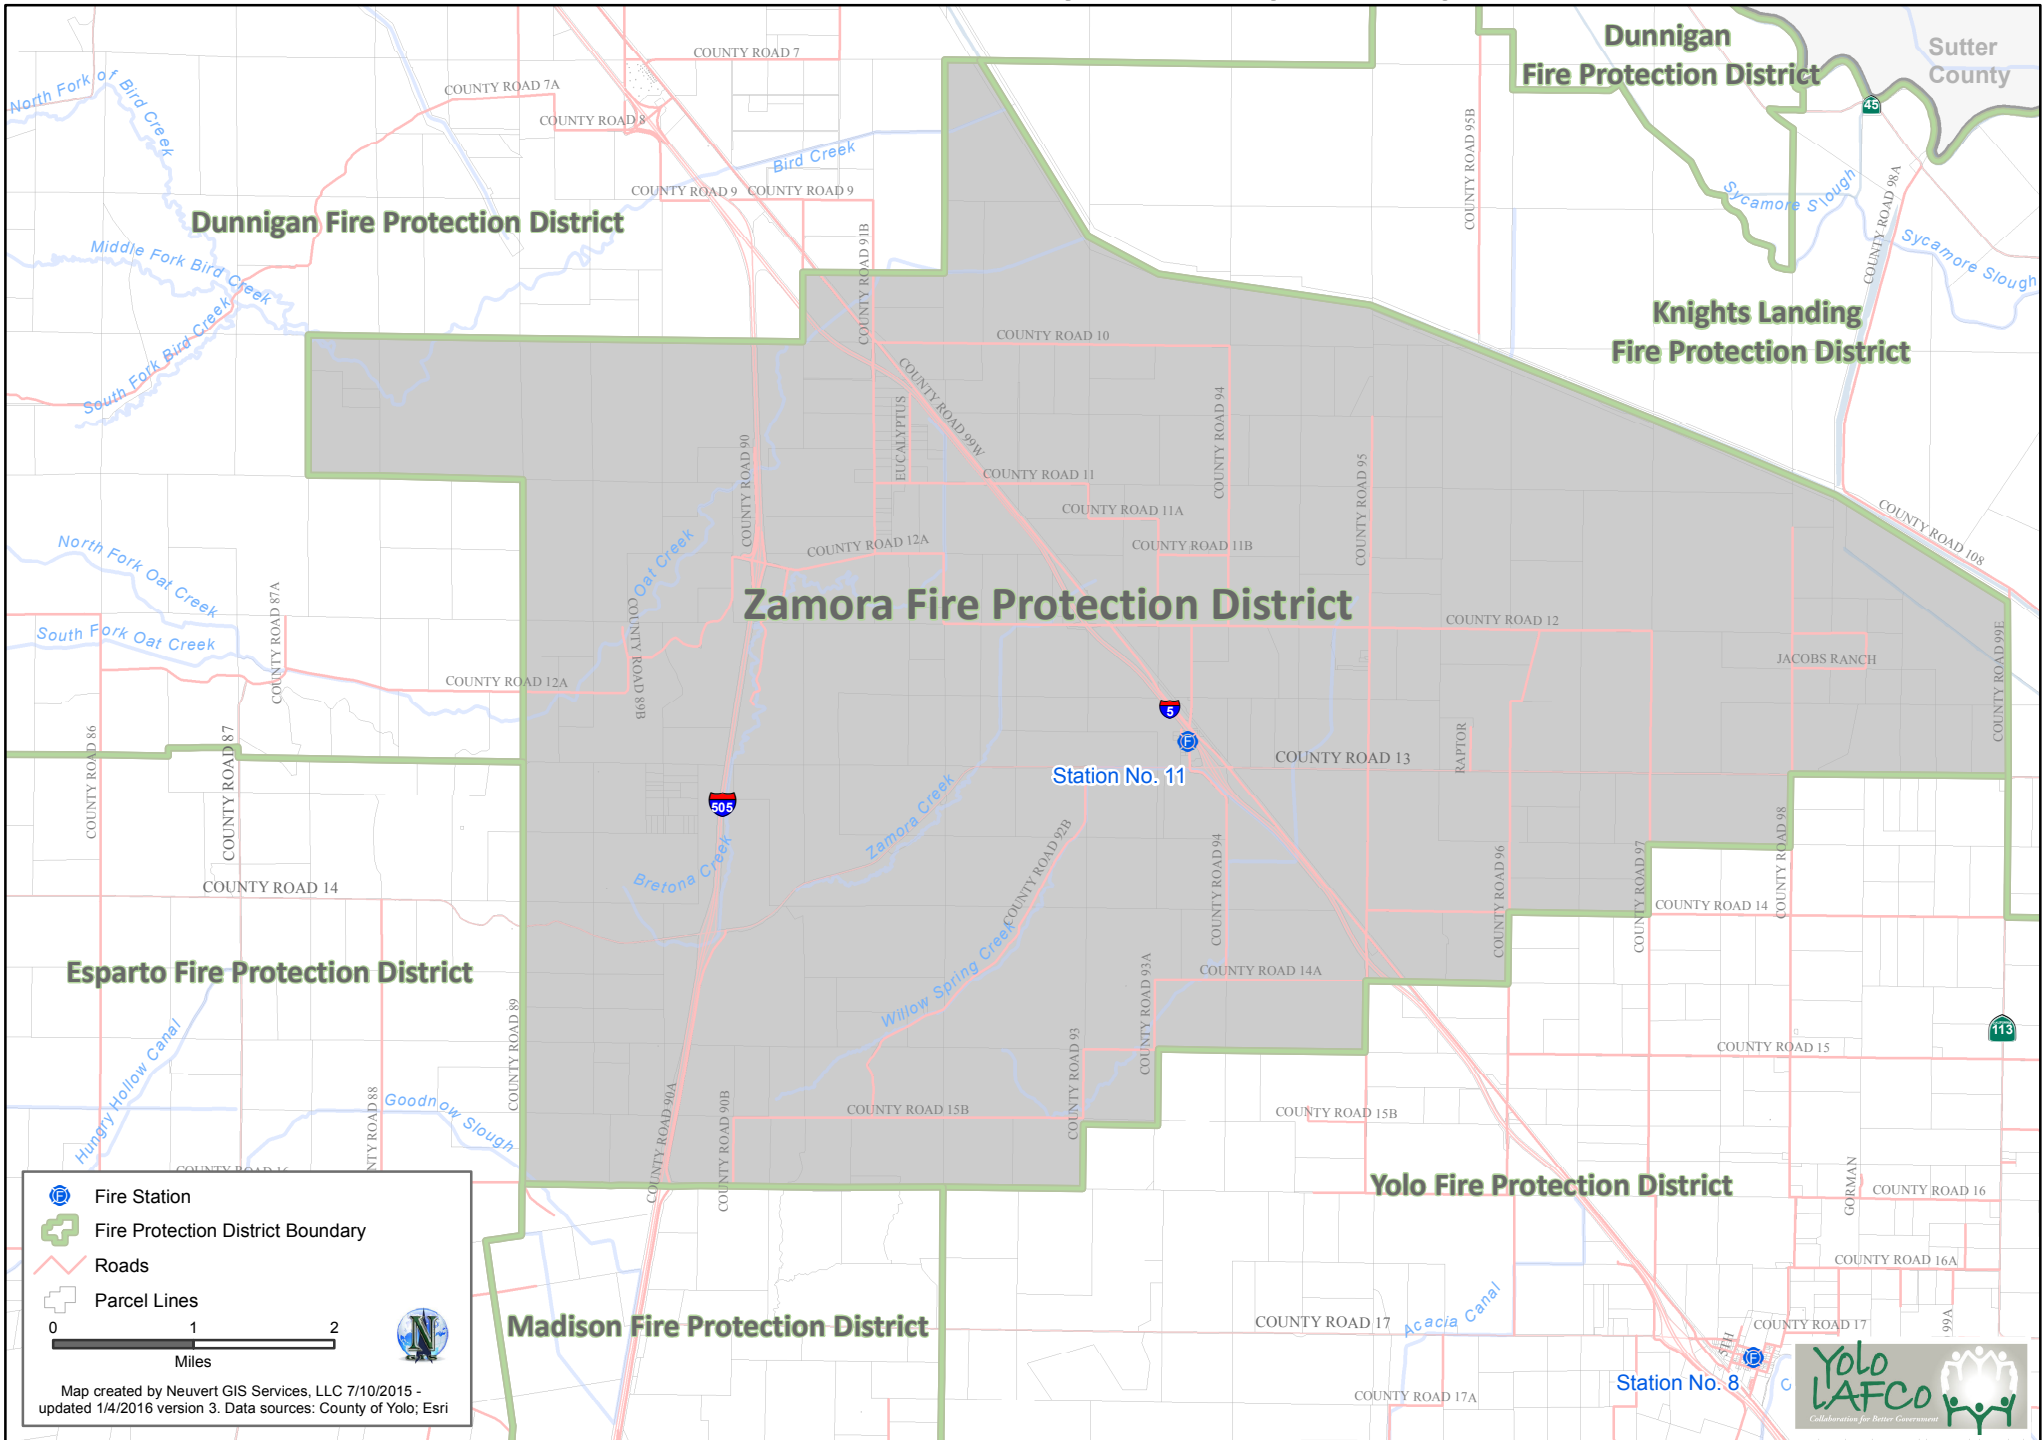 Dunnigan
Fire Protection District
Sutter
County
COUNTY ROAD 7
COUNTY ROAD 7A
COUNTY ROAD 8
North Fork of Bird Creek
Bird Creek
45
COUNTY ROAD 95B
COUNTY ROAD 98A
COUNTY ROAD 9
COUNTY ROAD 9
Sycamore Slough
Sycamore Slough
Dunnigan Fire Protection District
Middle Fork Bird Creek
COUNTY ROAD 91B
South Fork Bird Creek
Knights Landing
Fire Protection District
COUNTY ROAD 10
COUNTY ROAD 99W
EUCALYPTUS
COUNTY ROAD 94
COUNTY ROAD 90
COUNTY ROAD 95
COUNTY ROAD 11
COUNTY ROAD 11A
COUNTY ROAD 11B
COUNTY ROAD 12A
COUNTY ROAD 108
North Fork Oat Creek
Oat Creek
COUNTY ROAD 87A
South Fork Oat Creek
Zamora Fire Protection District
COUNTY ROAD 12
COUNTY ROAD 89B
COUNTY ROAD 12A
JACOBS RANCH
COUNTY ROAD 99E
5
COUNTY ROAD 86
COUNTY ROAD 87
RAPTOR
COUNTY ROAD 13
Station No. 11
505
Zamora Creek
Bretona Creek
COUNTY ROAD 92B
COUNTY ROAD 94
COUNTY ROAD 96
COUNTY ROAD 97
COUNTY ROAD 98
COUNTY ROAD 14
COUNTY ROAD 14
Esparto Fire Protection District
Willow Spring Creek
COUNTY ROAD 93A
COUNTY ROAD 14A
COUNTY ROAD 89
113
COUNTY ROAD 15
COUNTY ROAD 93
Hungry Hollow Canal
COUNTY ROAD 88
Goodnow Slough
COUNTY ROAD 90A
COUNTY ROAD 90B
COUNTY ROAD 15B
COUNTY ROAD 15B
COUNTY ROAD 16
Yolo Fire Protection District
GORMAN
COUNTY ROAD 16
COUNTY ROAD 16A
Madison Fire Protection District
COUNTY ROAD 17
Acacia Canal
5TH
COUNTY ROAD 17
99A
Station No. 8
C
COUNTY ROAD 17A
F Fire Station
Fire Protection District Boundary
Roads
Parcel Lines
0 1 2
Miles
N
Map created by Neuvert GIS Services, LLC 7/10/2015 -
updated 1/4/2016 version 3. Data sources: County of Yolo; Esri
YOLO
LAFCO
Collaboration for Better Government